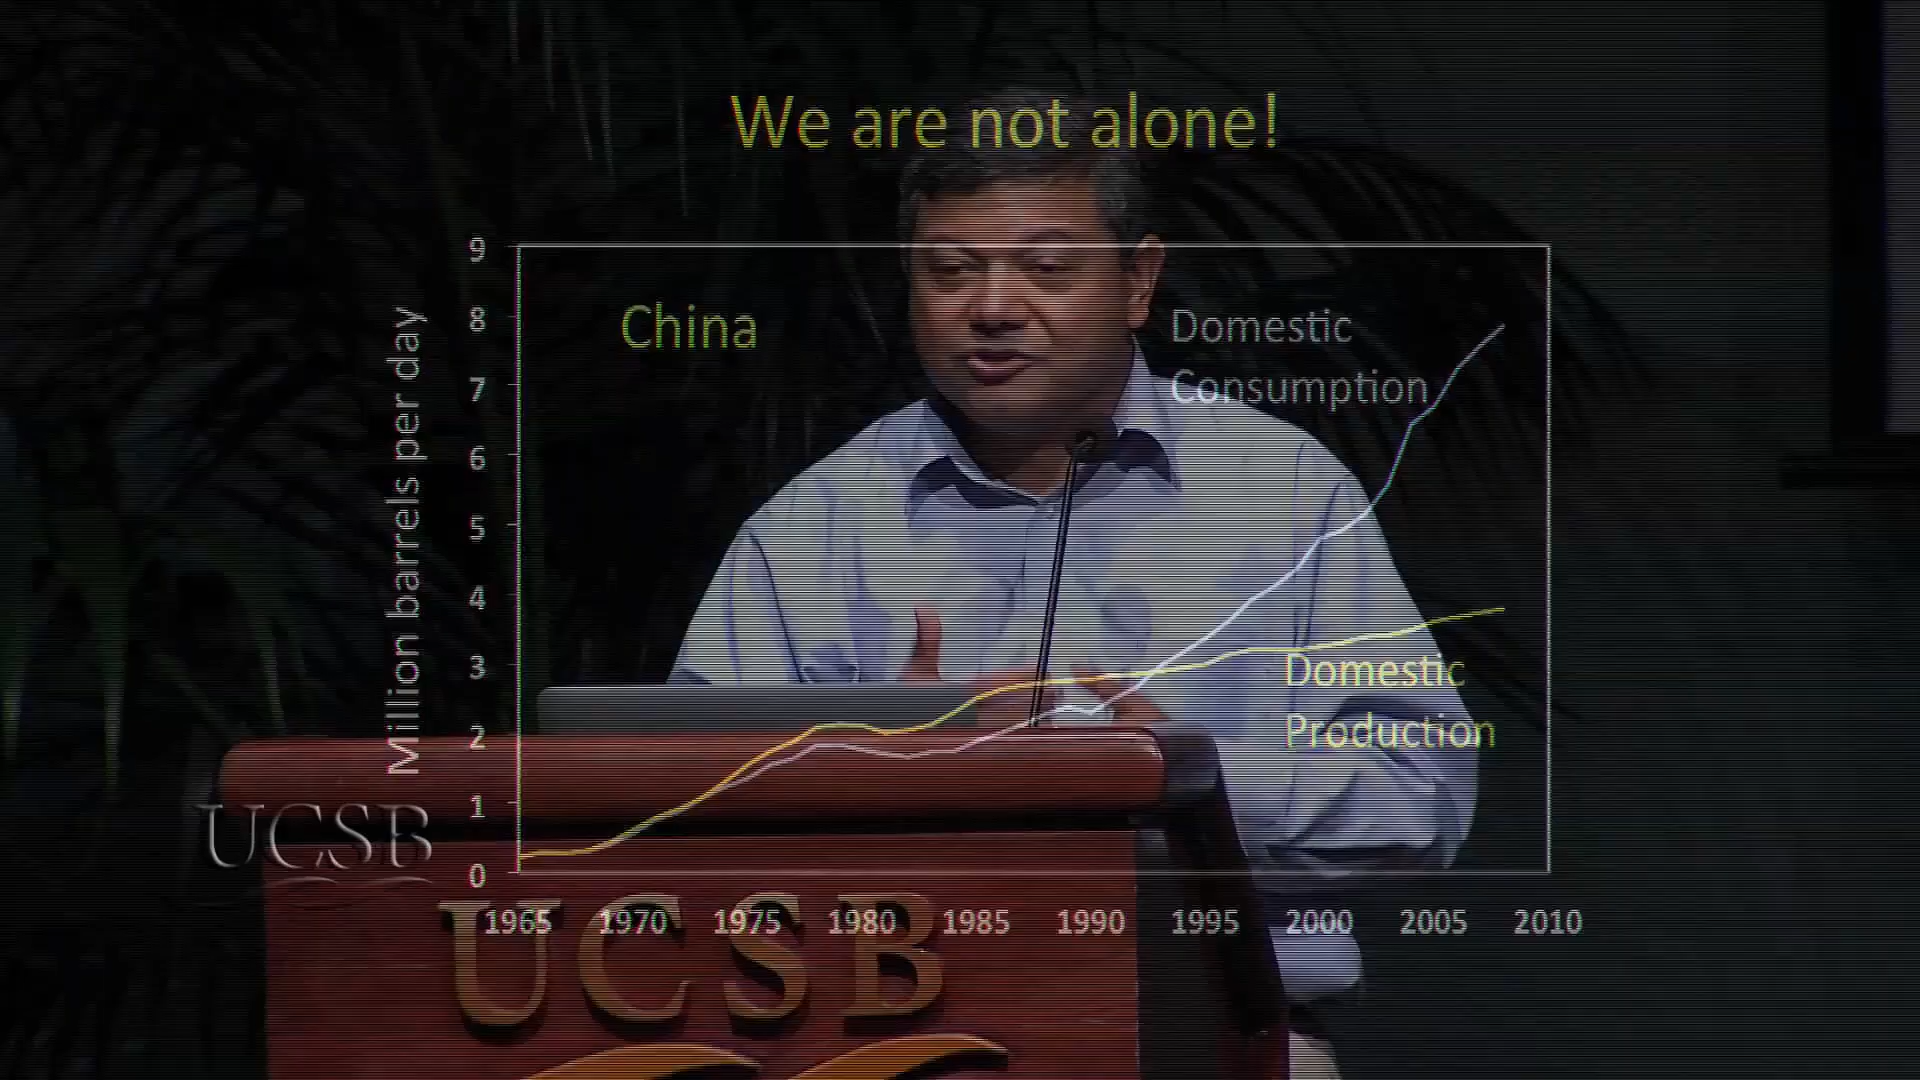 We are not alone!
9
8
7
6
5
4
3
2
1
0
Million barrels per day
China
Domestic
Consumption
Domestic
Production
1965 1970 1975 1980 1985 1990 1995 2000 2005 2010
UCSB
UCSB